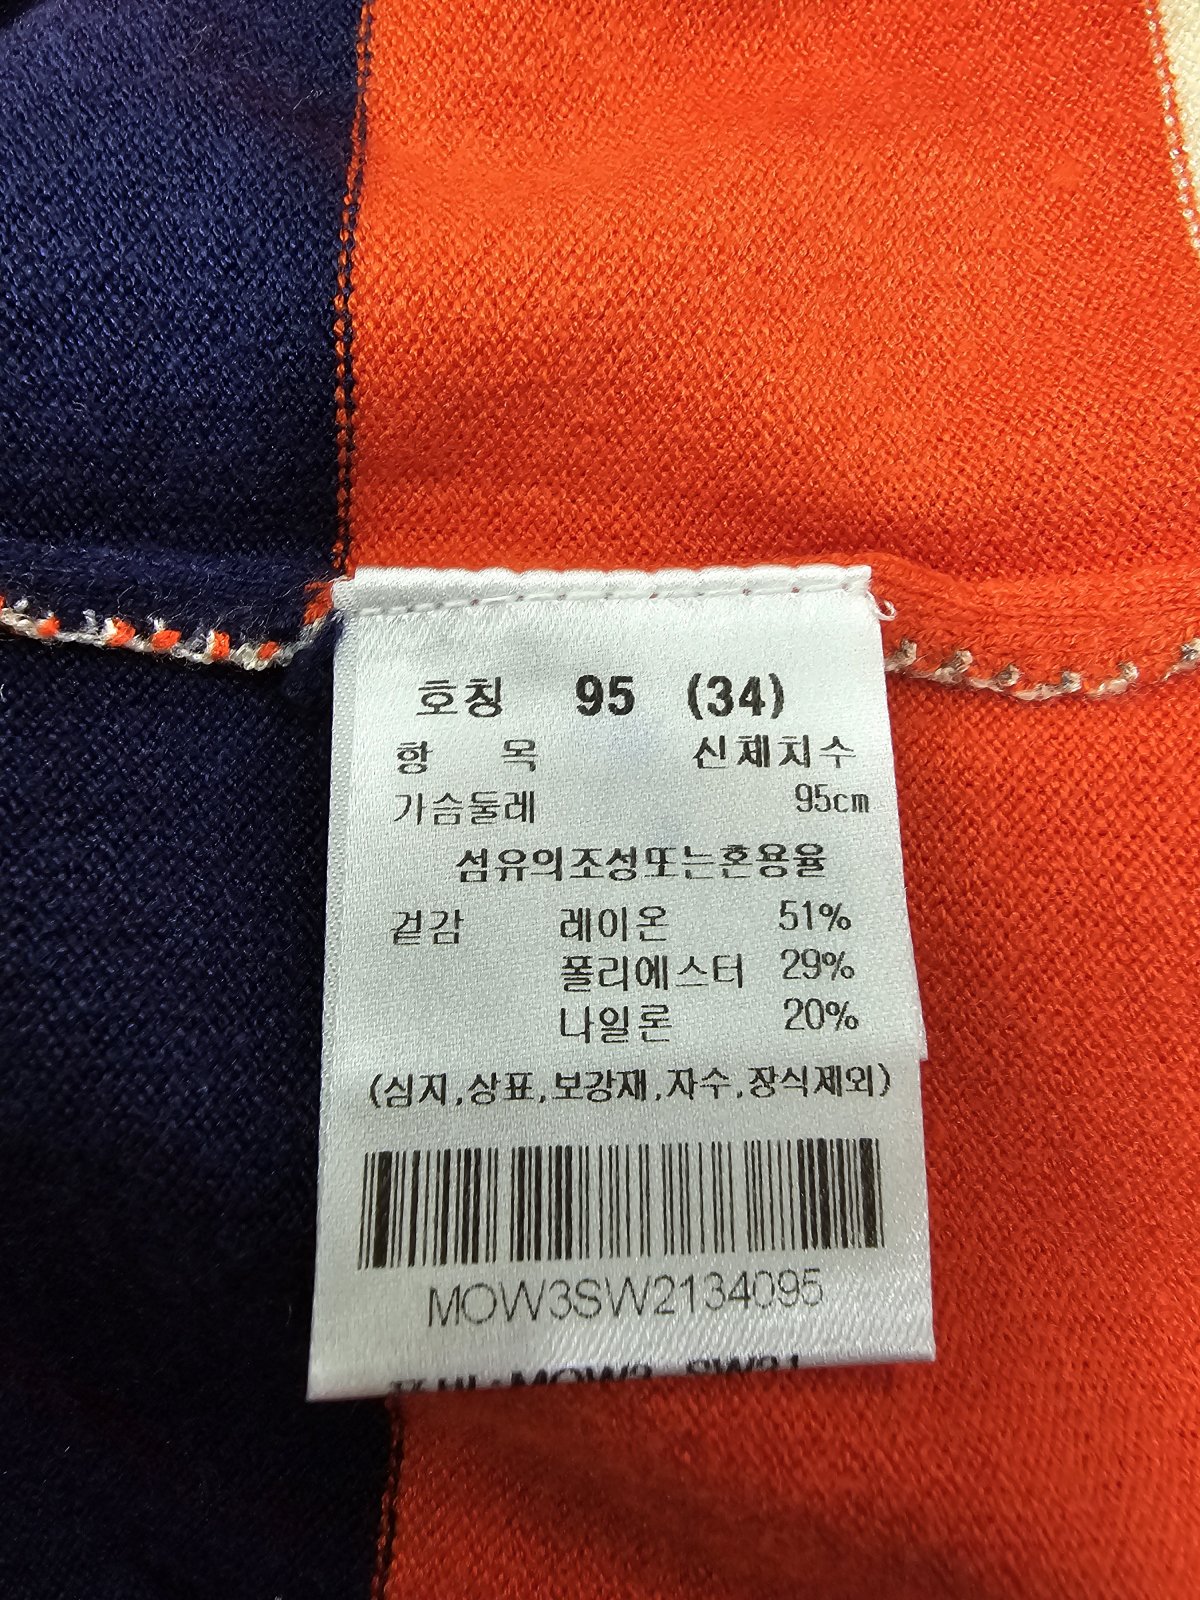 호칭 95 (34)
항 목 신체치수
가슴둘레 95cm
섬유의조성또는혼용율
겉감 레이온 51%
폴리에스터 29%
나일론 20%
(심지,상표,보강재,자수,장식제외)
MOW3SW2134095